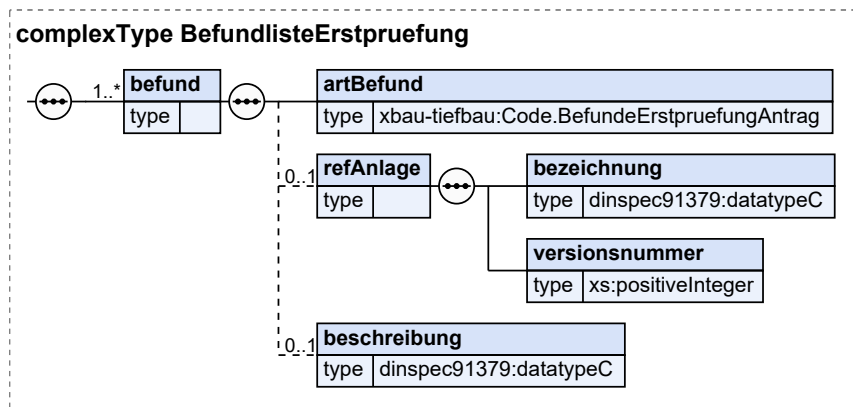 complexType BefundlisteErstpruefung
1..* befund artBefund
type type xbau-tiefbau:Code.BefundeErstpruefungAntrag
0..1 refAnlage bezeichnung
type type dinspec91379:datatypeC
versionsnummer
type xs:positiveInteger
0..1 beschreibung
type dinspec91379:datatypeC